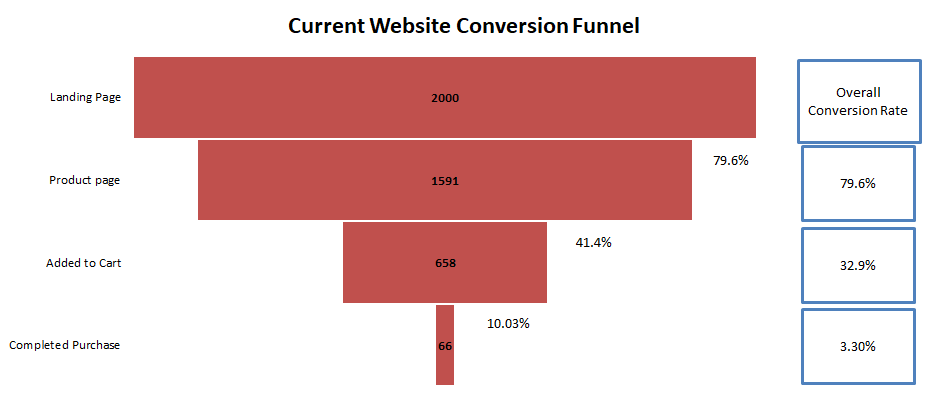 Current Website Conversion Funnel
Landing Page
2000
Overall
Conversion Rate
79.6%
Product page
1591
79.6%
41.4%
Added to Cart
658
32.9%
10.03%
Completed Purchase
66
3.30%